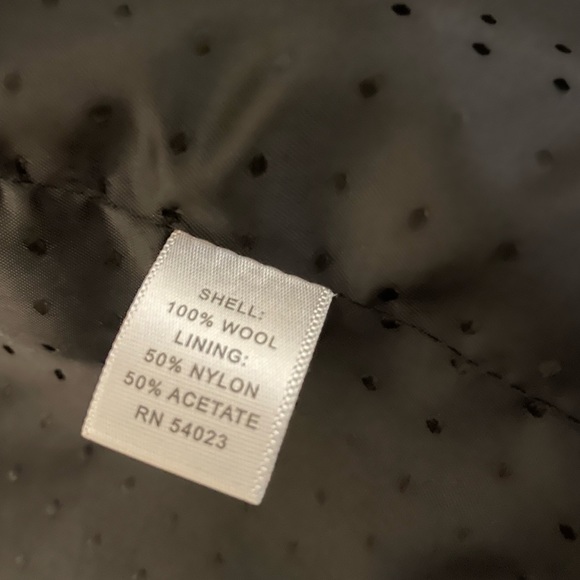 SHELL:
100% WOOL
LINING:
50% NYLON
50% ACETATE
RN 54023